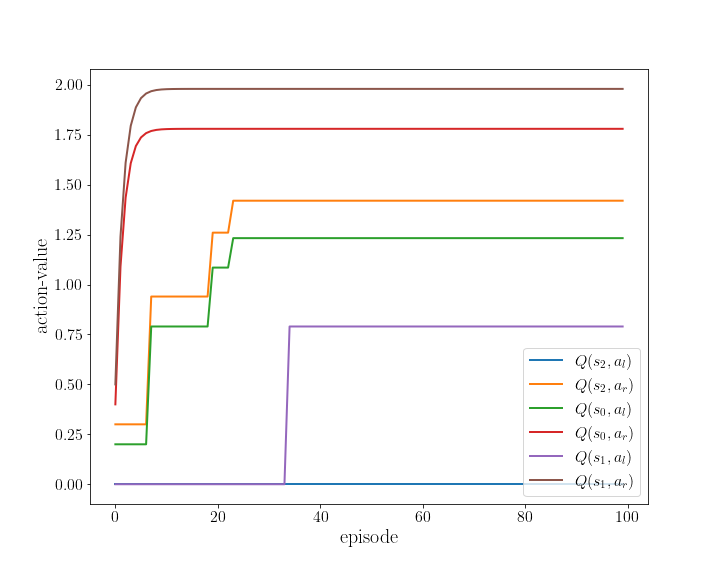 2.00
1.75
1.50
1.25
1.00
0.75
0.50
0.25
0.00
action-value
0 20 40 60 80 100
episode
Q(s₂, aₗ)
Q(s₂, aᵣ)
Q(s₀, aₗ)
Q(s₀, aᵣ)
Q(s₁, aₗ)
Q(s₁, aᵣ)